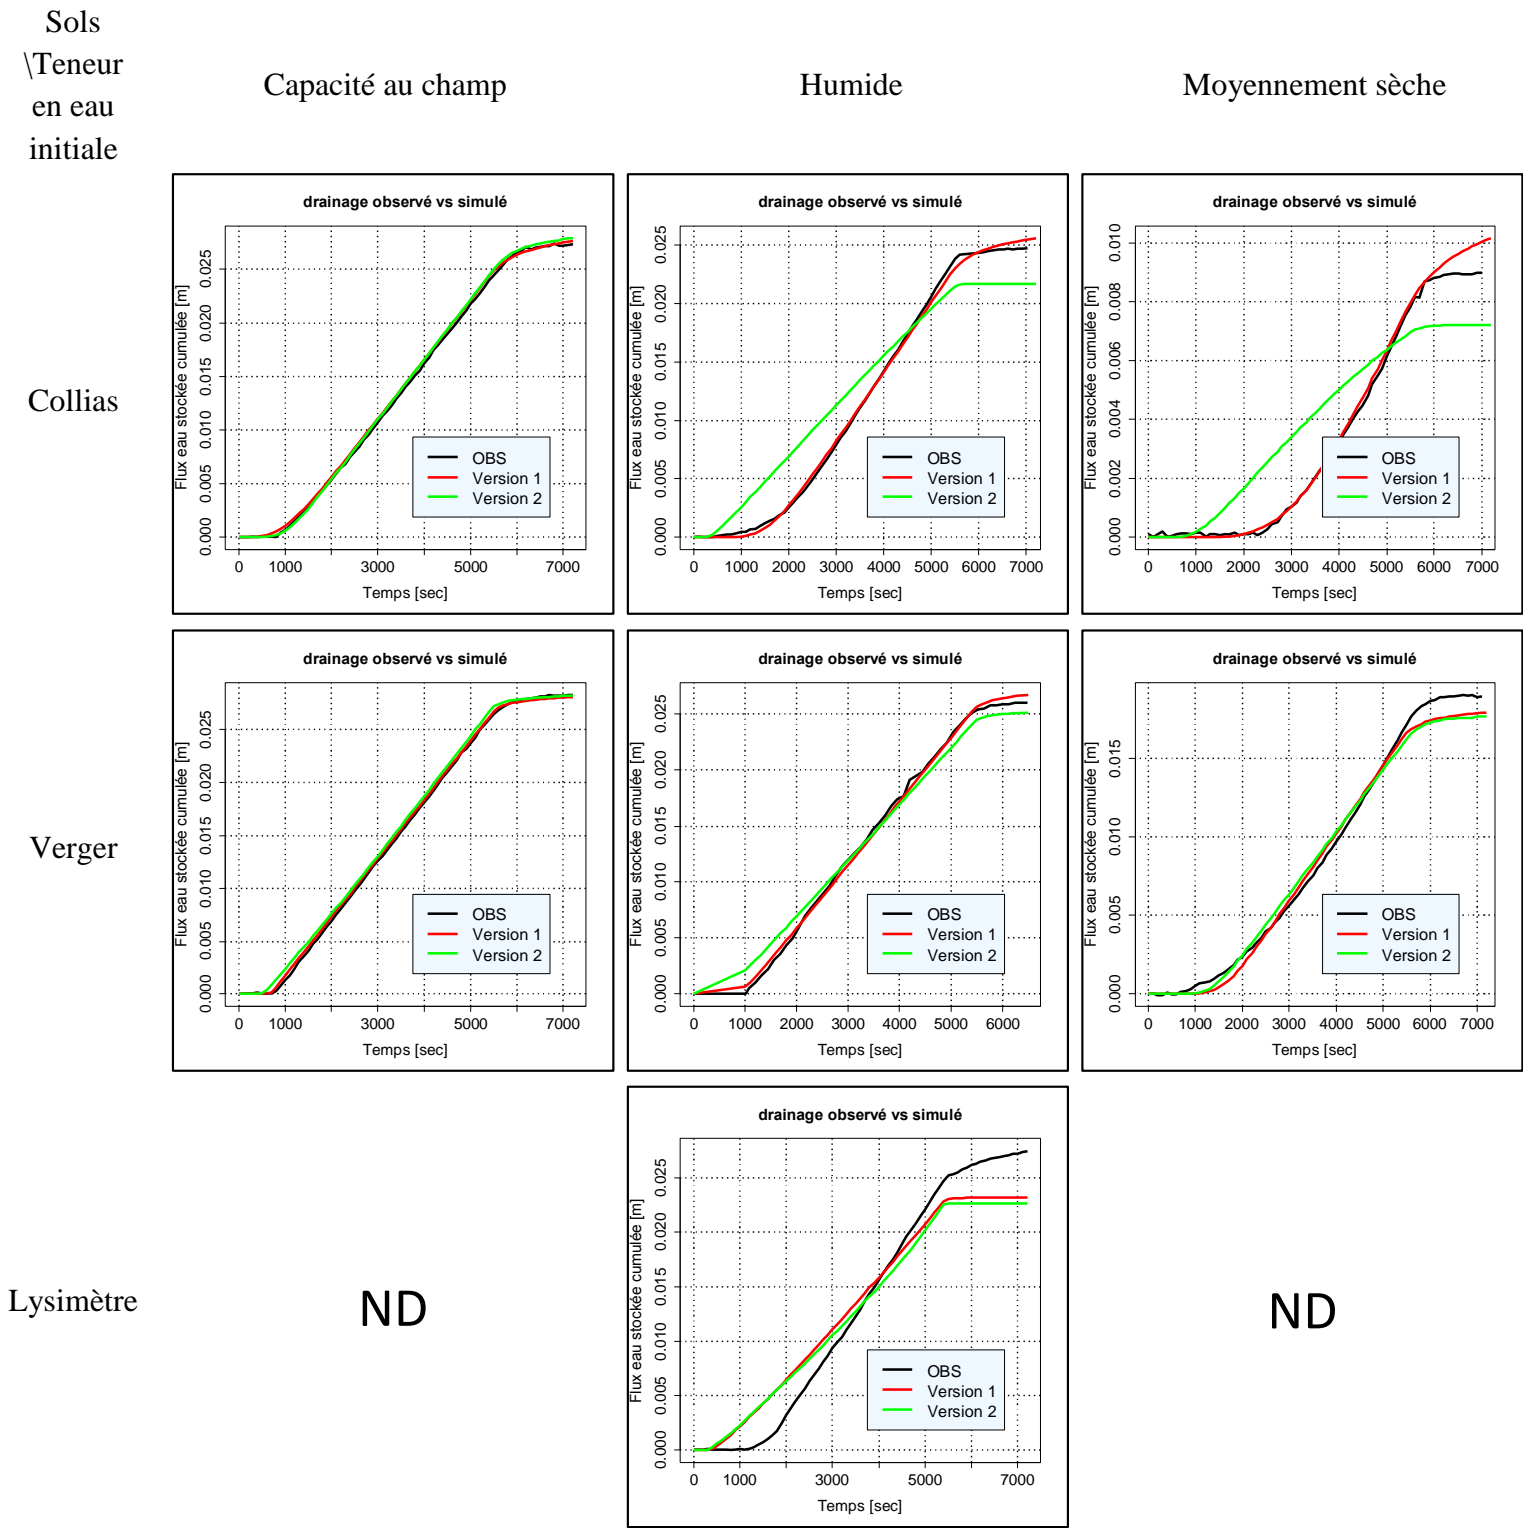 Sols
\Teneur
en eau
initiale
Capacité au champ
Humide
Moyennement sèche
Collias
drainage observé vs simulé
Flux eau stockée cumulée [m]
0.025
0.020
0.015
0.010
0.005
0.000
OBS
Version 1
Version 2
0 1000 3000 5000 7000
Temps [sec]
drainage observé vs simulé
Flux eau stockée cumulée [m]
0.025
0.020
0.015
0.010
0.005
0.000
OBS
Version 1
Version 2
0 1000 2000 3000 4000 5000 6000 7000
Temps [sec]
drainage observé vs simulé
Flux eau stockée cumulée [m]
0.010
0.008
0.006
0.004
0.002
0.000
OBS
Version 1
Version 2
0 1000 2000 3000 4000 5000 6000 7000
Temps [sec]
Verger
drainage observé vs simulé
Flux eau stockée cumulée [m]
0.025
0.020
0.015
0.010
0.005
0.000
OBS
Version 1
Version 2
0 1000 3000 5000 7000
Temps [sec]
drainage observé vs simulé
Flux eau stockée cumulée [m]
0.025
0.020
0.015
0.010
0.005
0.000
OBS
Version 1
Version 2
0 1000 2000 3000 4000 5000 6000
Temps [sec]
drainage observé vs simulé
Flux eau stockée cumulée [m]
0.015
0.010
0.005
0.000
OBS
Version 1
Version 2
0 1000 2000 3000 4000 5000 6000 7000
Temps [sec]
Lysimètre
ND
drainage observé vs simulé
Flux eau stockée cumulée [m]
0.025
0.020
0.015
0.010
0.005
0.000
OBS
Version 1
Version 2
0 1000 3000 5000 7000
Temps [sec]
ND